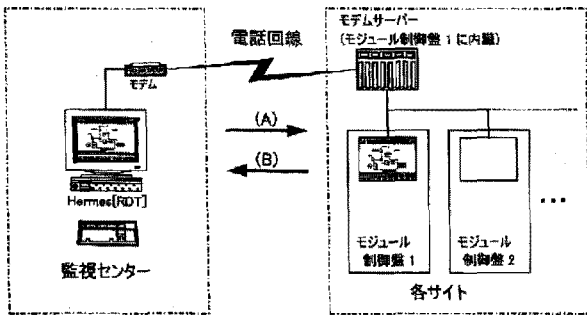 電話回線
モデム
Hermes[RDT]
監視センター
(A)
(B)
モデムサーバー
(モジュール制御盤 1 に内臓)
モジュール
制御盤 1
モジュール
制御盤 2
各サイト